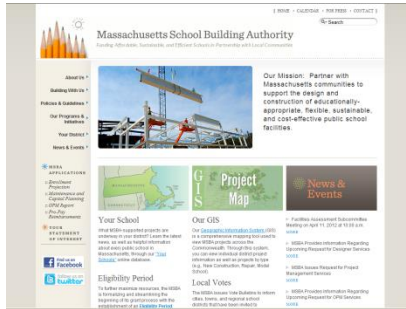 [ HOME • CALENDAR • FOR PRESS • CONTACT ]
Search
Massachusetts School Building Authority
Funding Affordable, Sustainable, and Efficient Schools in Partnership with Local Communities
About Us
Building With Us
Policies & Guidelines
Our Programs &
Initiatives
Your District
News & Events
Our Mission: Partner with
Massachusetts communities to
support the design and
construction of educationally-
appropriate, flexible, sustainable,
and cost-effective public school
facilities.
MSBA
APPLICATIONS
Enrollment
Projection
Maintenance and
Capital Planning
OPM Report
Pro-Pay
Reimbursements
YOUR
STATEMENT
OF INTEREST
Find us on
Facebook
Follow us on
twitter
GIS
Project
Map
News &
Events
Your School
What MSBA-supported projects are
underway in your district? Learn the latest
news, as well as helpful information
about every public school in
Massachusetts, through our "Your
Schools" online database.
Eligibility Period
To further maximize resources, the MSBA
is formalizing and streamlining the
beginning of its grant process with the
establishment of an Eligibility Period
Our GIS
Our Geographic Information System (GIS)
is a comprehensive mapping tool used to
view MSBA projects across the
Commonwealth. Through this system,
you can view individual district project
information as well as projects by type
(e.g., New Construction, Repair, Model
School).
Local Votes
The MSBA issues Vote Bulletins to inform
cities, towns, and regional school
districts that have been invited to
Facilities Assessment Subcommittee
Meeting on April 11, 2012 at 10:00 a.m.
MORE
MSBA Provides Information Regarding
Upcoming Request for Designer Services
MORE
MSBA Issues Request for Project
Management Services
MORE
MSBA Provides Information Regarding
Upcoming Request for OPM Services
MORE